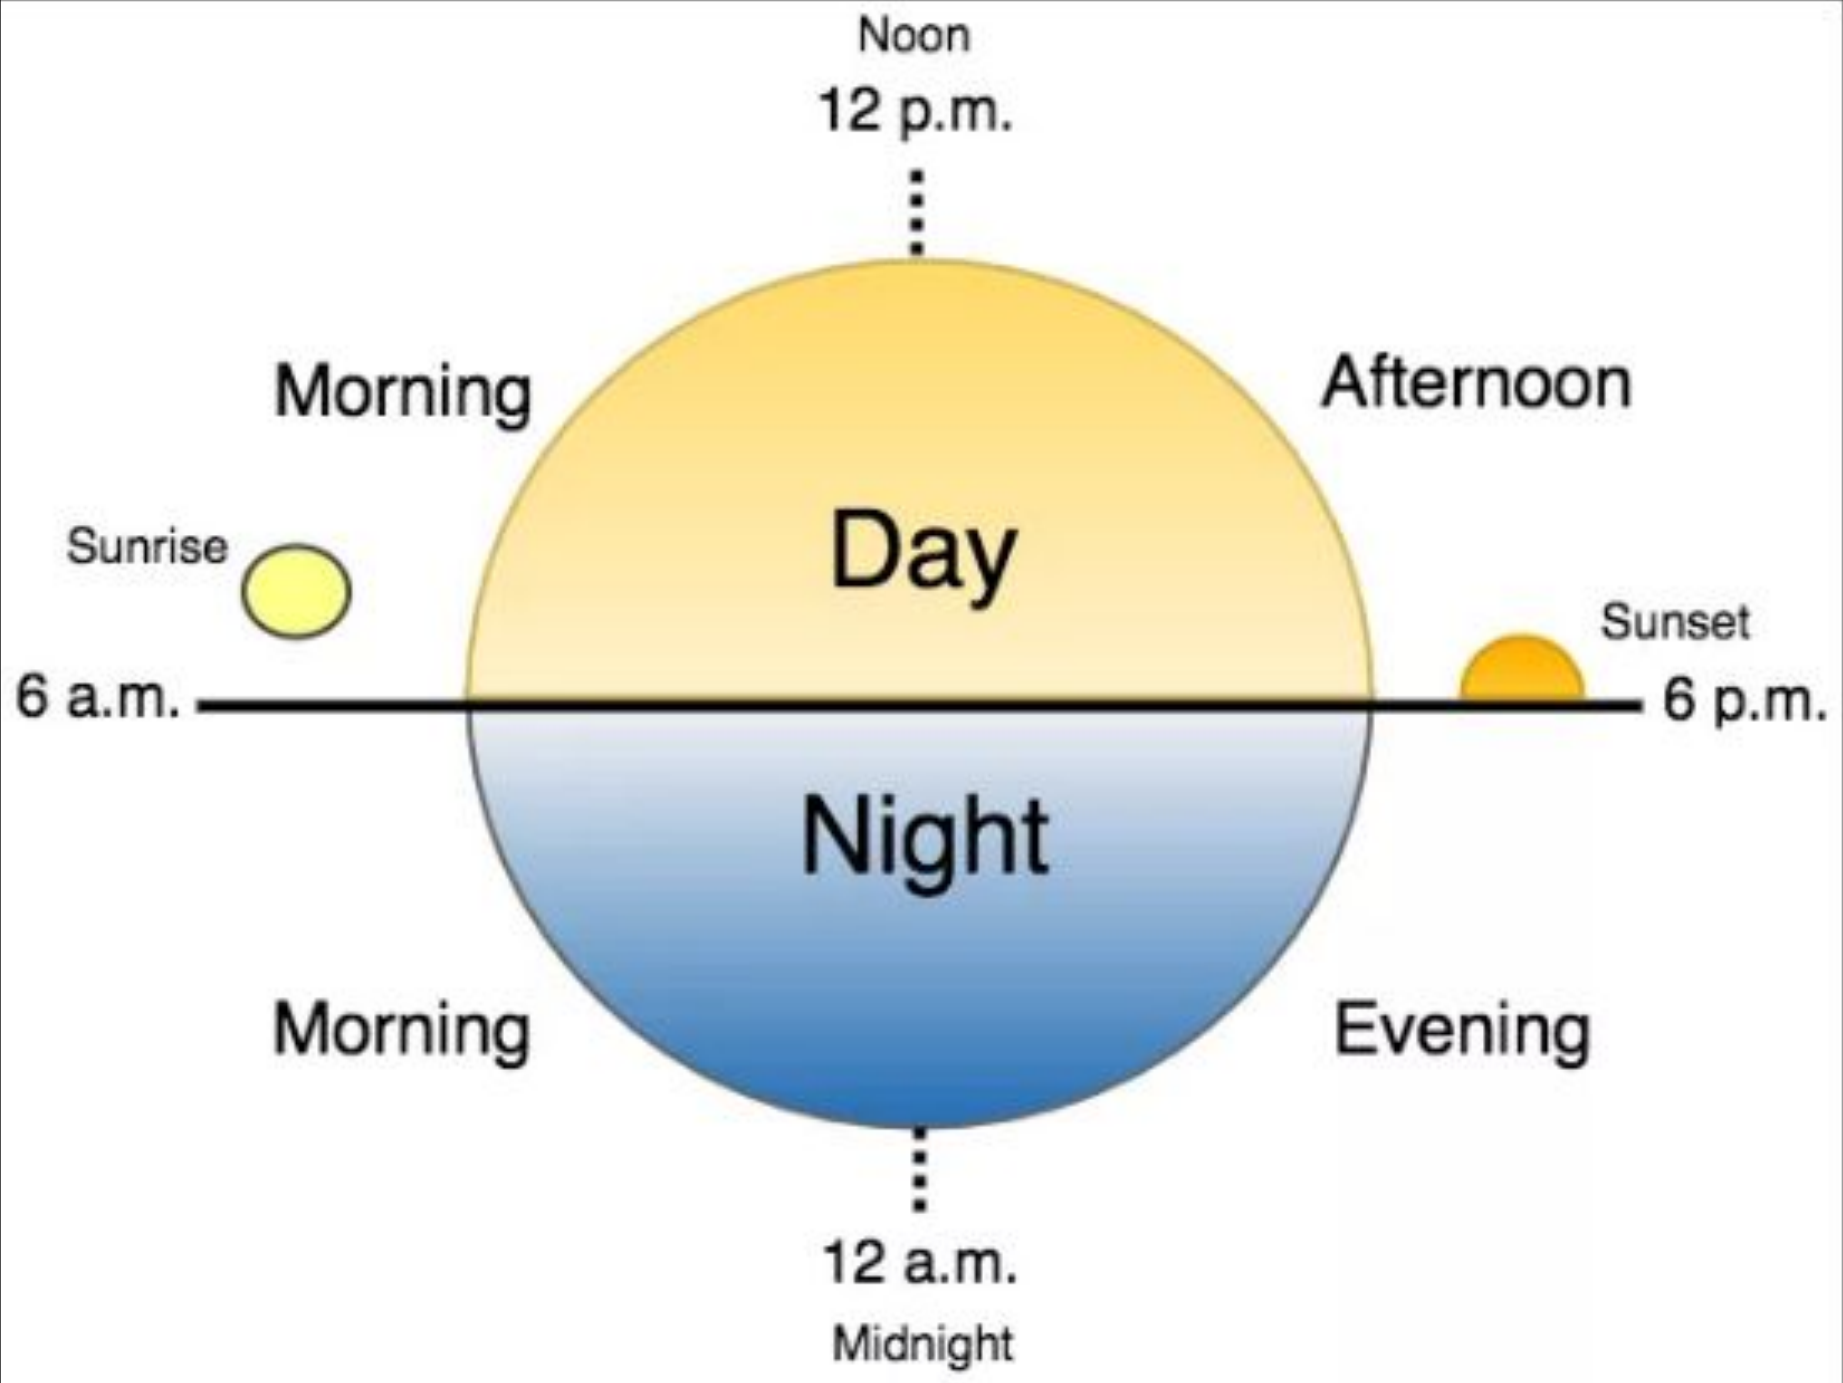 Noon
12 p.m.
Morning
Afternoon
Sunrise
Day
Sunset
6 a.m.
6 p.m.
Night
Morning
Evening
12 a.m.
Midnight